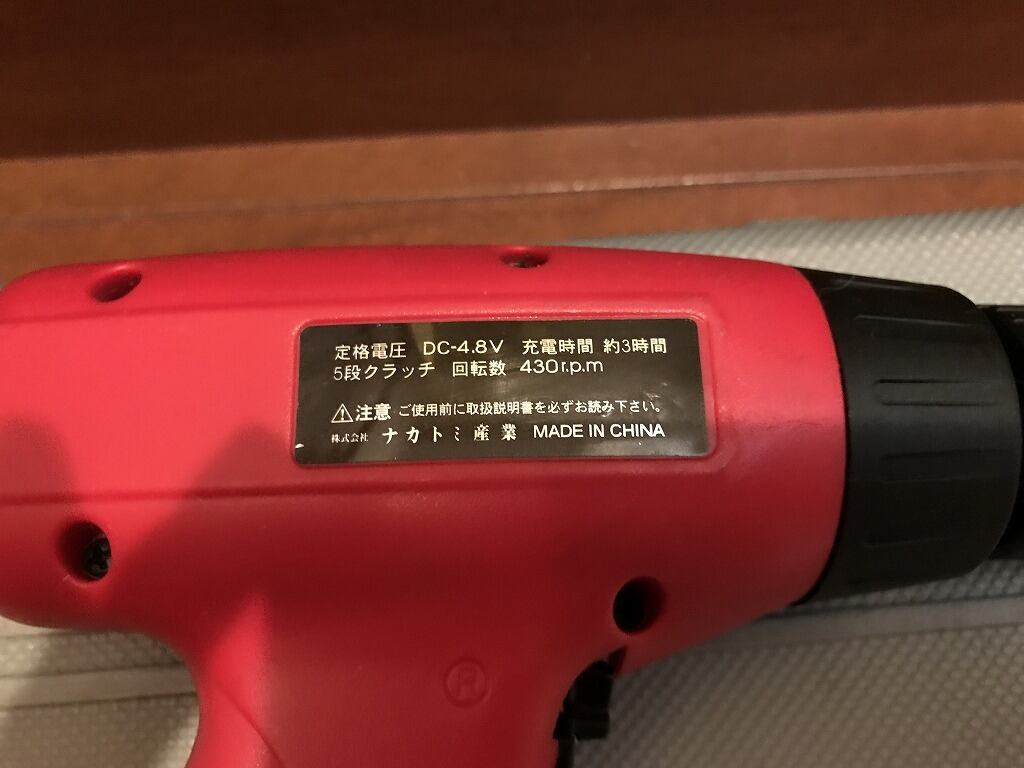 定格電圧 DC-4.8V 充電時間 約3時間
5段クラッチ 回転数 430r.p.m
⚠注意 ご使用前に取扱説明書を必ずお読み下さい。
株式会社 ナカトミ産業 MADE IN CHINA
R